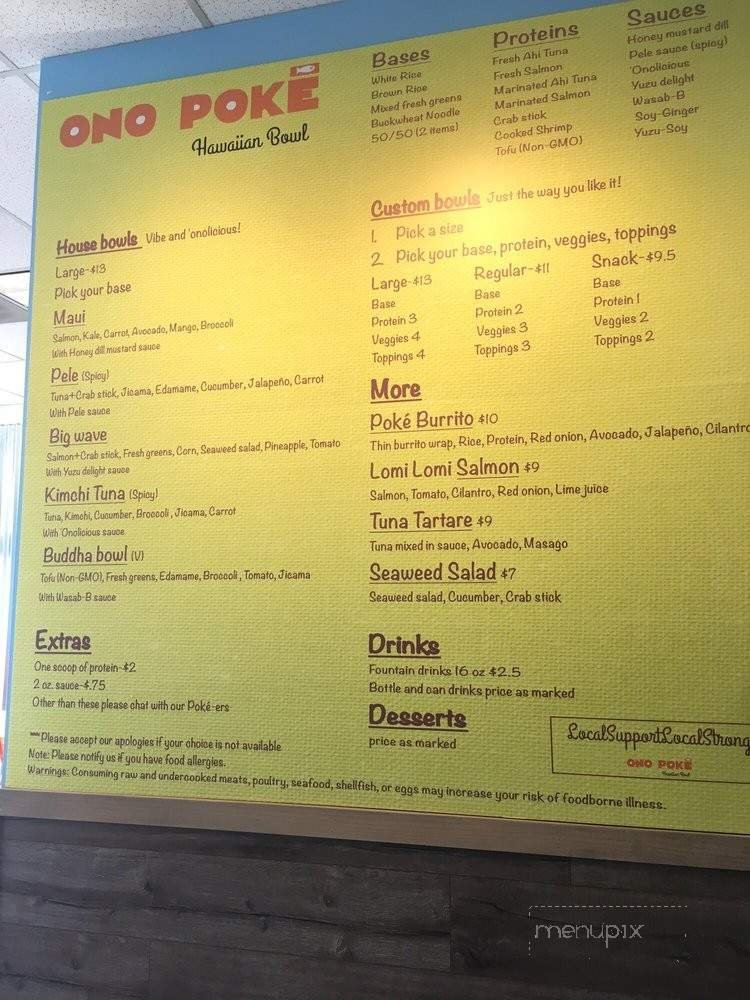 ONO POKÉ
Hawaiian Bowl
Bases
White Rice
Brown Rice
Mixed fresh greens
Buckwheat Noodle
50/50 (2 items)
Proteins
Fresh Ahi Tuna
Fresh Salmon
Marinated Ahi Tuna
Marinated Salmon
Crab stick
Cooked Shrimp
Tofu (Non-GMO)
Sauces
Honey mustard dill
Pele sauce (spicy)
'Onolicious
Yuzu delight
Wasab-B
Soy-Ginger
Yuzu-Soy
House bowls Vibe and 'onolicious!
Large-$13
Pick your base
Maui
Salmon, Kale, Carrot, Avocado, Mango, Broccoli
With Honey dill mustard sauce
Pele (Spicy)
Tuna+Crab stick, Jicama, Edamame, Cucumber, Jalapeño, Carrot
With Pele sauce
Big wave
Salmon+Crab stick, Fresh greens, Corn, Seaweed salad, Pineapple, Tomato
With Yuzu delight sauce
Kimchi Tuna (Spicy)
Tuna, Kimchi, Cucumber, Broccoli, Jicama, Carrot
With 'Onolicious sauce
Buddha bowl (V)
Tofu (Non-GMO), Fresh greens, Edamame, Broccoli, Tomato, Jicama
With Wasab-B sauce
Extras
One scoop of protein-$2
2 oz. sauce-$.75
Other than these please chat with our Poké-ers
Custom bowls Just the way you like it!
1. Pick a size
2. Pick your base, protein, veggies, toppings
Large-$13
Base
Protein 3
Veggies 4
Toppings 4
Regular-$11
Base
Protein 2
Veggies 3
Toppings 3
Snack-$9.5
Base
Protein 1
Veggies 2
Toppings 2
More
Poké Burrito $10
Thin burrito wrap, Rice, Protein, Red onion, Avocado, Jalapeño, Cilantro
Lomi Lomi Salmon $9
Salmon, Tomato, Cilantro, Red onion, Lime juice
Tuna Tartare $9
Tuna mixed in sauce, Avocado, Masago
Seaweed Salad $7
Seaweed salad, Cucumber, Crab stick
Drinks
Fountain drinks 16 oz $2.5
Bottle and can drinks price as marked
Desserts
price as marked
LocalSupportLocalStrong
ONO POKÉ
Hawaiian Bowl
Please accept our apologies if your choice is not available
Note: Please notify us if you have food allergies.
Warnings: Consuming raw and undercooked meats, poultry, seafood, shellfish, or eggs may increase your risk of foodborne illness.
menupix